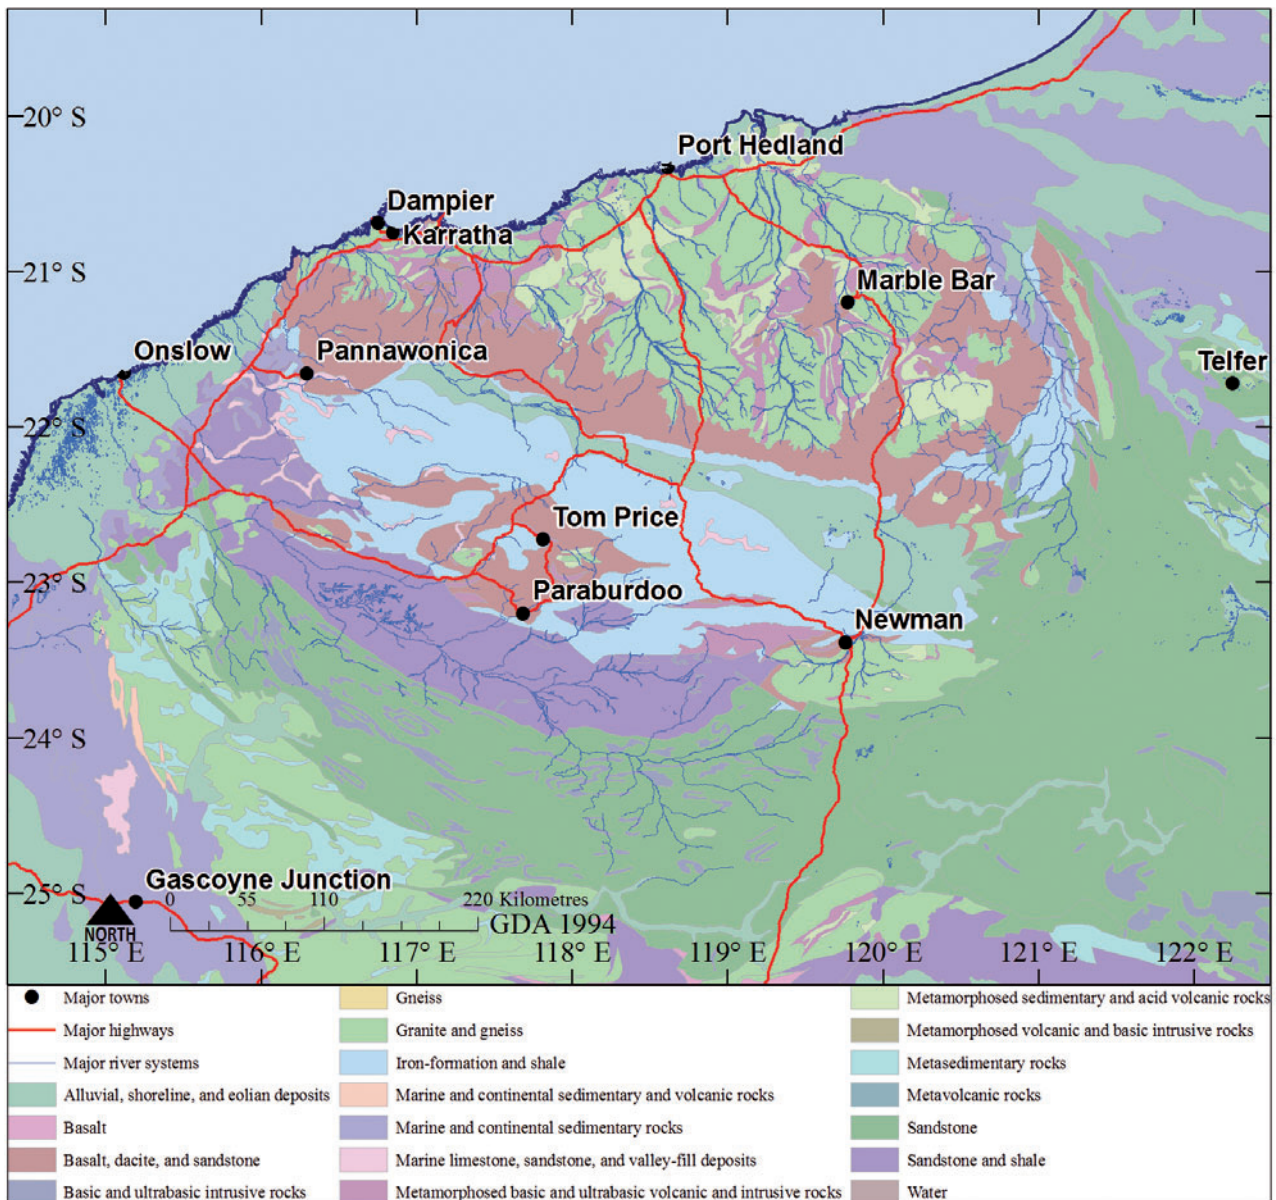 20° S
Port Hedland
Dampier
Karratha
21° S
Marble Bar
Onslow
Pannawonica
Telfer
22° S
Tom Price
23° S
Paraburdoo
Newman
24° S
Gascoyne Junction
25° S
0 55 110 220 Kilometres
GDA 1994
NORTH
115° E 116° E 117° E 118° E 119° E 120° E 121° E 122° E
Major towns
Major highways
Major river systems
Alluvial, shoreline, and eolian deposits
Basalt
Basalt, dacite, and sandstone
Basic and ultrabasic intrusive rocks
Gneiss
Granite and gneiss
Iron-formation and shale
Marine and continental sedimentary and volcanic rocks
Marine and continental sedimentary rocks
Marine limestone, sandstone, and valley-fill deposits
Metamorphosed basic and ultrabasic volcanic and intrusive rocks
Metamorphosed sedimentary and acid volcanic rocks
Metamorphosed volcanic and basic intrusive rocks
Metasedimentary rocks
Metavolcanic rocks
Sandstone
Sandstone and shale
Water